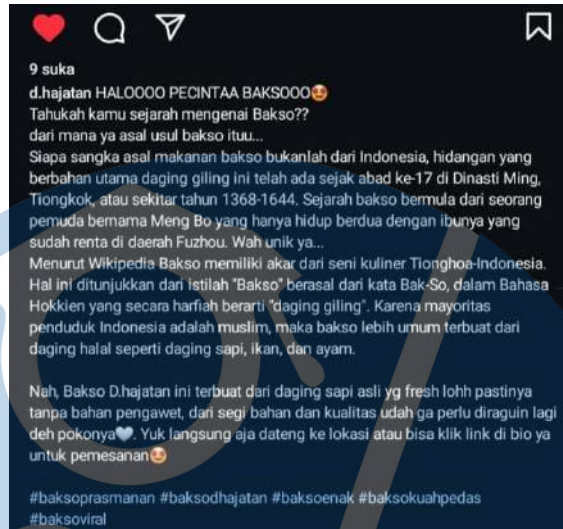 9 suka
d.hajatan HALOOOO PECINTAA BAKSOOO🤩
Tahukah kamu sejarah mengenai Bakso??
dari mana ya asal usul bakso ituu...
Siapa sangka asal makanan bakso bukanlah dari Indonesia, hidangan yang
berbahan utama daging giling ini telah ada sejak abad ke-17 di Dinasti Ming,
Tiongkok, atau sekitar tahun 1368-1644. Sejarah bakso bermula dari seorang
pemuda bernama Meng Bo yang hanya hidup berdua dengan ibunya yang
sudah renta di daerah Fuzhou. Wah unik ya...
Menurut Wikipedia Bakso memiliki akar dari seni kuliner Tionghoa-Indonesia.
Hal ini ditunjukkan dari istilah "Bakso" berasal dari kata Bak-So, dalam Bahasa
Hokkien yang secara harfiah berarti "daging giling". Karena mayoritas
penduduk Indonesia adalah muslim, maka bakso lebih umum terbuat dari
daging halal seperti daging sapi, ikan, dan ayam.
Nah, Bakso D.hajatan ini terbuat dari daging sapi asli yg fresh lohh pastinya
tanpa bahan pengawet, dari segi bahan dan kualitas udah ga perlu diraguin lagi
deh pokonya🤍. Yuk langsung aja dateng ke lokasi atau bisa klik link di bio ya
untuk pemesanan🤩
#baksoprasmanan #baksodhajatan #baksoenak #baksokuahpedas
#baksoviral